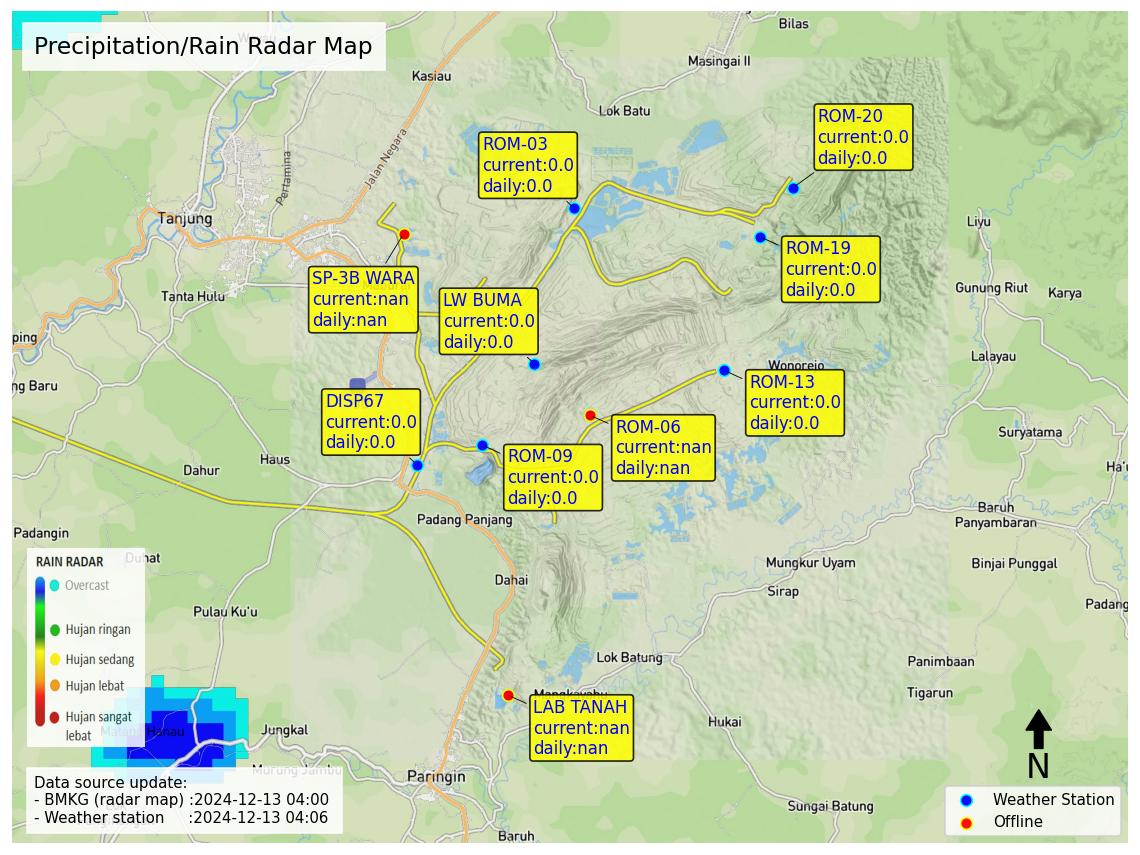 Precipitation/Rain Radar Map
Bilas
Masingai II
Kasiau
Lok Batu
Jalan Negara
Pertamina
Tanjung
Tanta Hulu
ping
ng Baru
ROM-03
current:0.0
daily:0.0
ROM-20
current:0.0
daily:0.0
ROM-19
current:0.0
daily:0.0
SP-3B WARA
current:nan
daily:nan
LW BUMA
current:0.0
daily:0.0
Liyu
Gunung Riut
Karya
Lalayau
Wonorejo
ROM-13
current:0.0
daily:0.0
DISP67
current:0.0
daily:0.0
ROM-06
current:nan
daily:nan
ROM-09
current:0.0
daily:0.0
Suryatama
Ha'u
Haus
Dahur
Padang Panjang
Baruh
Panyambaran
Padangin
Duhat
Binjai Punggal
Mungkur Uyam
Sirap
Dahai
Padang
Pulau Ku'u
RAIN RADAR
Overcast
Hujan ringan
Hujan sedang
Hujan lebat
Hujan sangat
lebat
Lok Batung
Panimbaan
Tigarun
Mangkayahu
LAB TANAH
current:nan
daily:nan
Hukai
Jungkal
Murung Jambu
Paringin
Sungai Batung
Baruh
Data source update:
- BMKG (radar map) :2024-12-13 04:00
- Weather station :2024-12-13 04:06
N
Weather Station
Offline